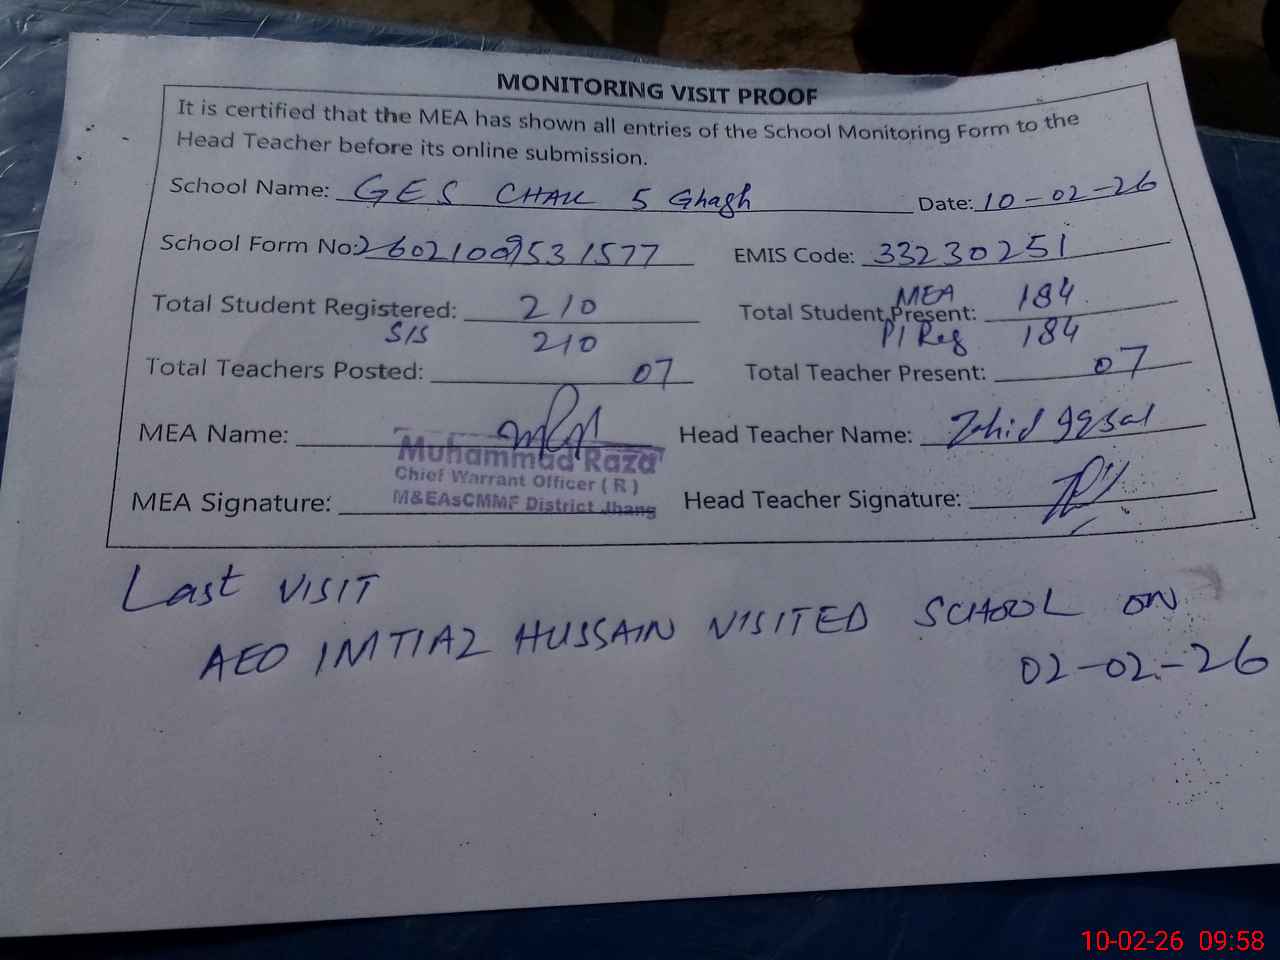 MONITORING VISIT PROOF
It is certified that the MEA has shown all entries of the School Monitoring Form to the
Head Teacher before its online submission.
School Name: GES CHAK 5 Ghagh Date: 10-02-26
School Form No: 26021009531577 EMIS Code: 33230251
Total Student Registered: 210 Total Student Present: MEA 184
SIS 210 P/Reg 184
Total Teachers Posted: 07 Total Teacher Present: 07
MEA Name: Head Teacher Name: Zahid Iqbal
Muhammad Raza
Chief Warrant Officer ( R )
MEA Signature: M&EAsCMMF District Jhang Head Teacher Signature:
Last VISIT
AEO IMTIAZ HUSSAIN VISITED SCHOOL ON
02-02-26
10-02-26 09:58